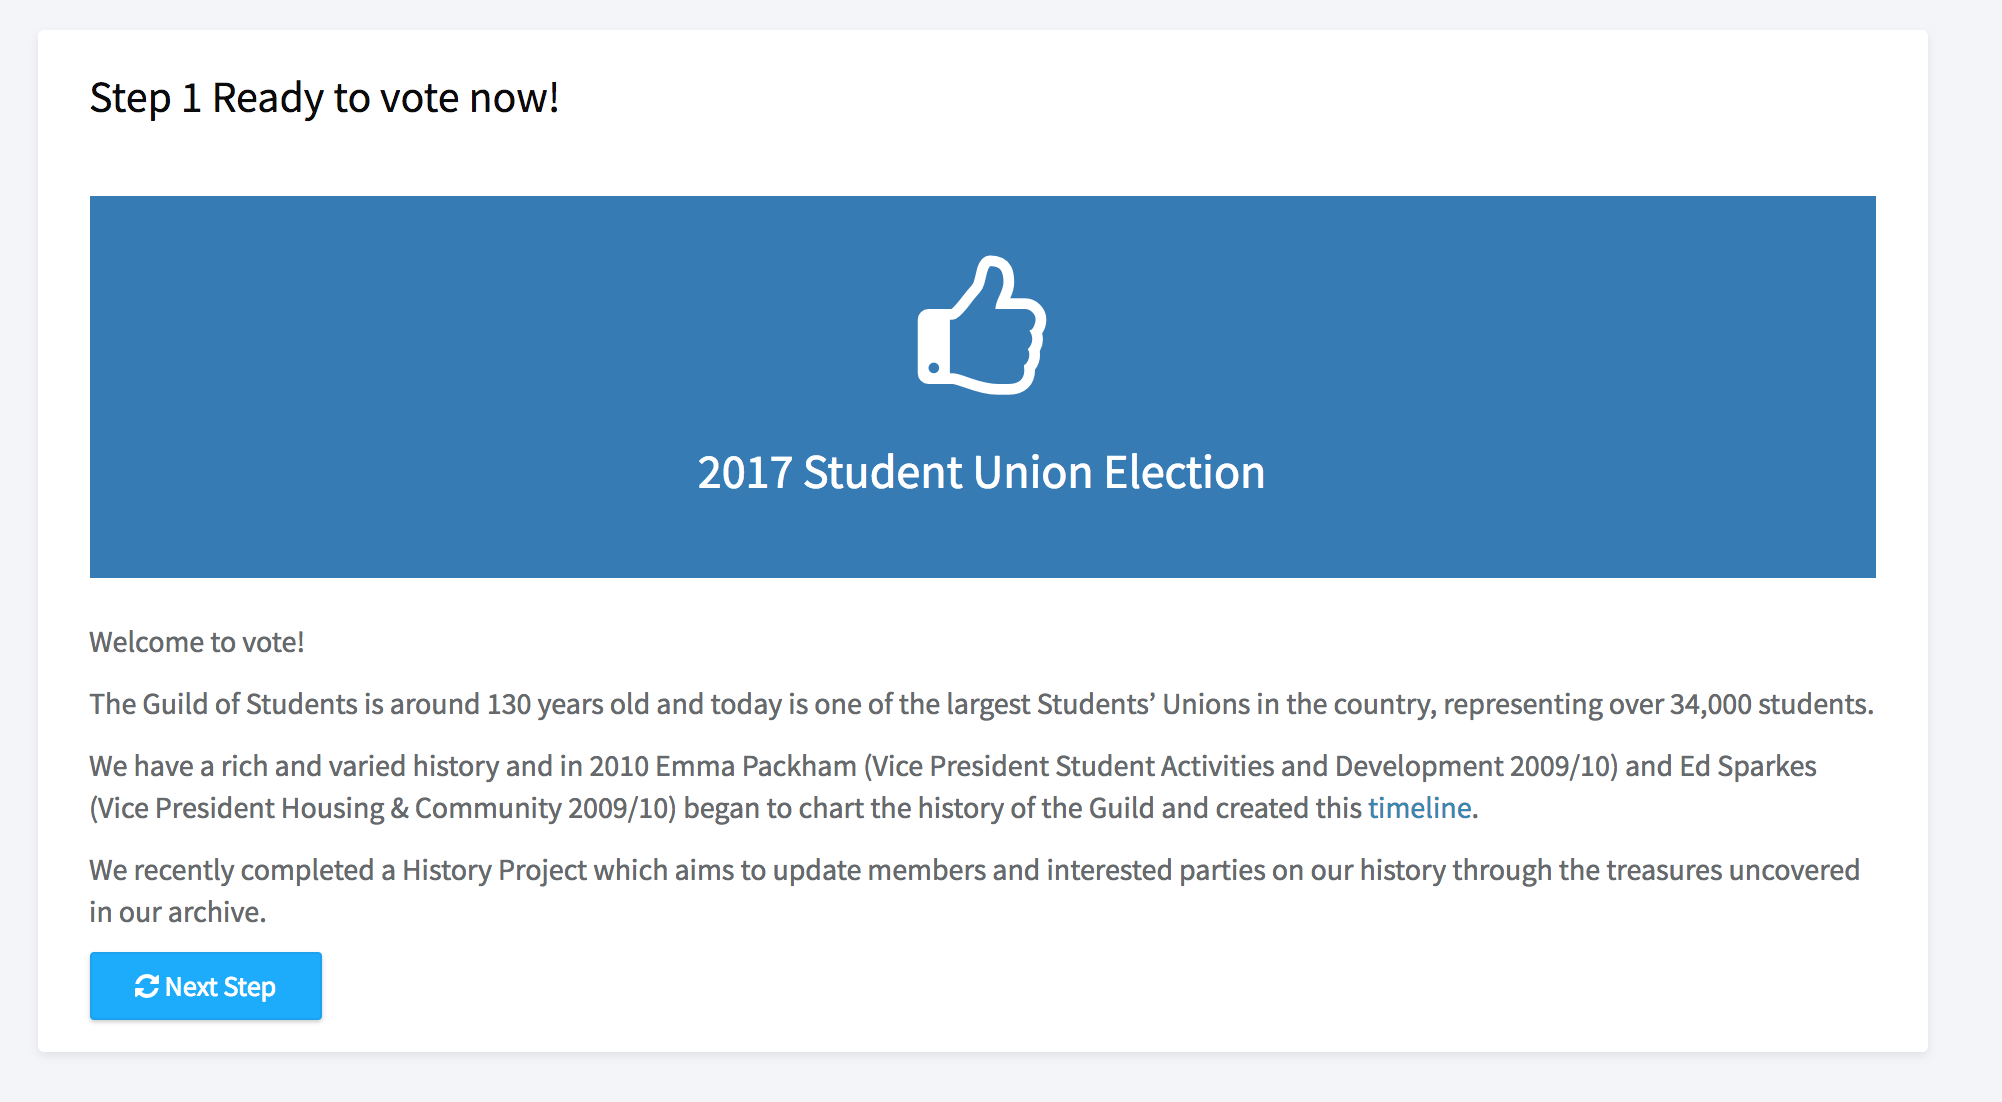 Step 1 Ready to vote now!
2017 Student Union Election
Welcome to vote!
The Guild of Students is around 130 years old and today is one of the largest Students’ Unions in the country, representing over 34,000 students.
We have a rich and varied history and in 2010 Emma Packham (Vice President Student Activities and Development 2009/10) and Ed Sparkes
(Vice President Housing & Community 2009/10) began to chart the history of the Guild and created this timeline.
We recently completed a History Project which aims to update members and interested parties on our history through the treasures uncovered
in our archive.
Next Step